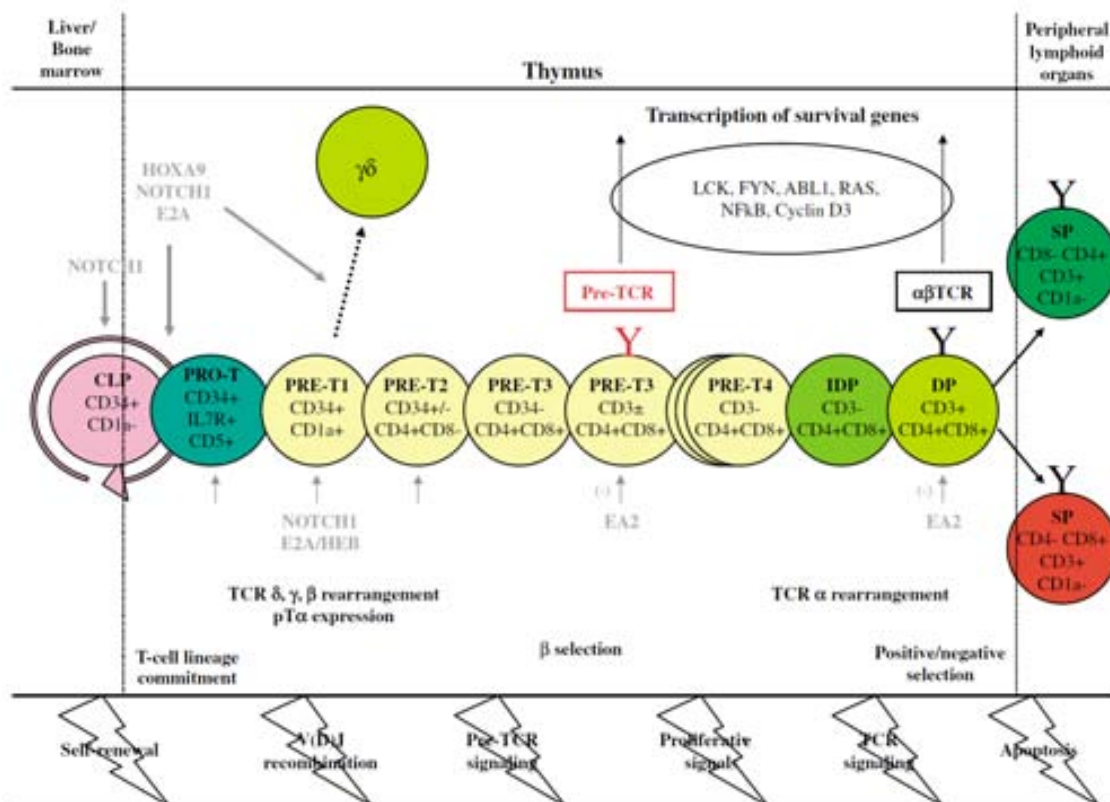 Liver/
Bone
marrow
Thymus
Peripheral
lymphoid
organs
Transcription of survival genes
HOXA9
NOTCH1
E2A
γδ
LCK, FYN, ABL1, RAS,
NFkB, Cyclin D3
NOTCH1
Pre-TCR
αβTCR
Y
SP
CD8- CD4+
CD3+
CD1a-
Y
Y
CLP
CD34+
CD1a-
PRO-T
CD34+
IL7R+
CD5+
PRE-T1
CD34+
CD1a+
PRE-T2
CD34+/-
CD4+CD8-
PRE-T3
CD34-
CD4+CD8+
PRE-T3
CD3±
CD4+CD8+
PRE-T4
CD3-
CD4+CD8+
IDP
CD3-
CD4+CD8+
DP
CD3+
CD4+CD8+
Y
SP
CD4- CD8+
CD3+
CD1a-
NOTCH1
E2A/HEB
(-)
EA2
(-)
EA2
TCR δ, γ, β rearrangement
pTα expression
TCR α rearrangement
β selection
T-cell lineage
commitment
Positive/negative
selection
Self-renewal
V(D)J
recombination
Pre-TCR
signaling
Proliferative
signal
TCR
signaling
Apoptosis